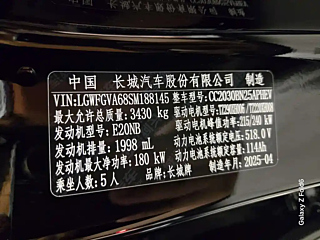 中国 长城汽车股份有限公司 制造
VIN:LGWFGVA68SM188145 整车型号:CC2030BN25APHEV
最大允许总质量: 3430 kg 驱动电机型号:
发动机型号: E20NB 驱动电机峰值功率: 215/240 kW
发动机排量: 1998 mL 动力电池系统额定电压: 518.0 V
发动机最大净功率: 180 kW 动力电池系统额定容量: 114Ah
乘坐人数: 5人 品牌: 长城牌 制造年月: 2025-04
Galaxy Z Fold6